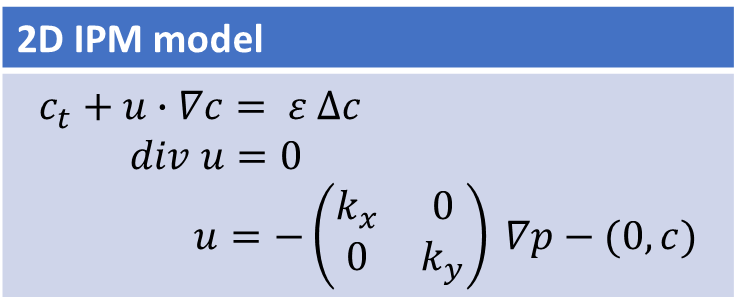 2D IPM model
c_t + u · ∇c = ε Δc
div u = 0
u = −(k_x 0; 0 k_y) ∇p − (0, c)